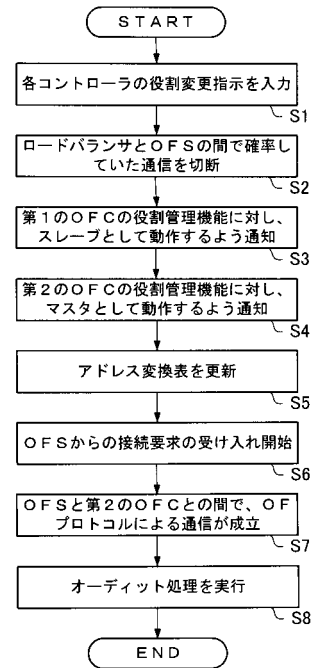 START
各コントローラの役割変更指示を入力
S1
ロードバランサとOFSの間で確率し
ていた通信を切断
S2
第1のOFCの役割管理機能に対し、
スレーブとして動作するよう通知
S3
第2のOFCの役割管理機能に対し、
マスタとして動作するよう通知
S4
アドレス変換表を更新
S5
OFSからの接続要求の受け入れ開始
S6
OFSと第2のOFCとの間で、OF
プロトコルによる通信が成立
S7
オーディット処理を実行
S8
END